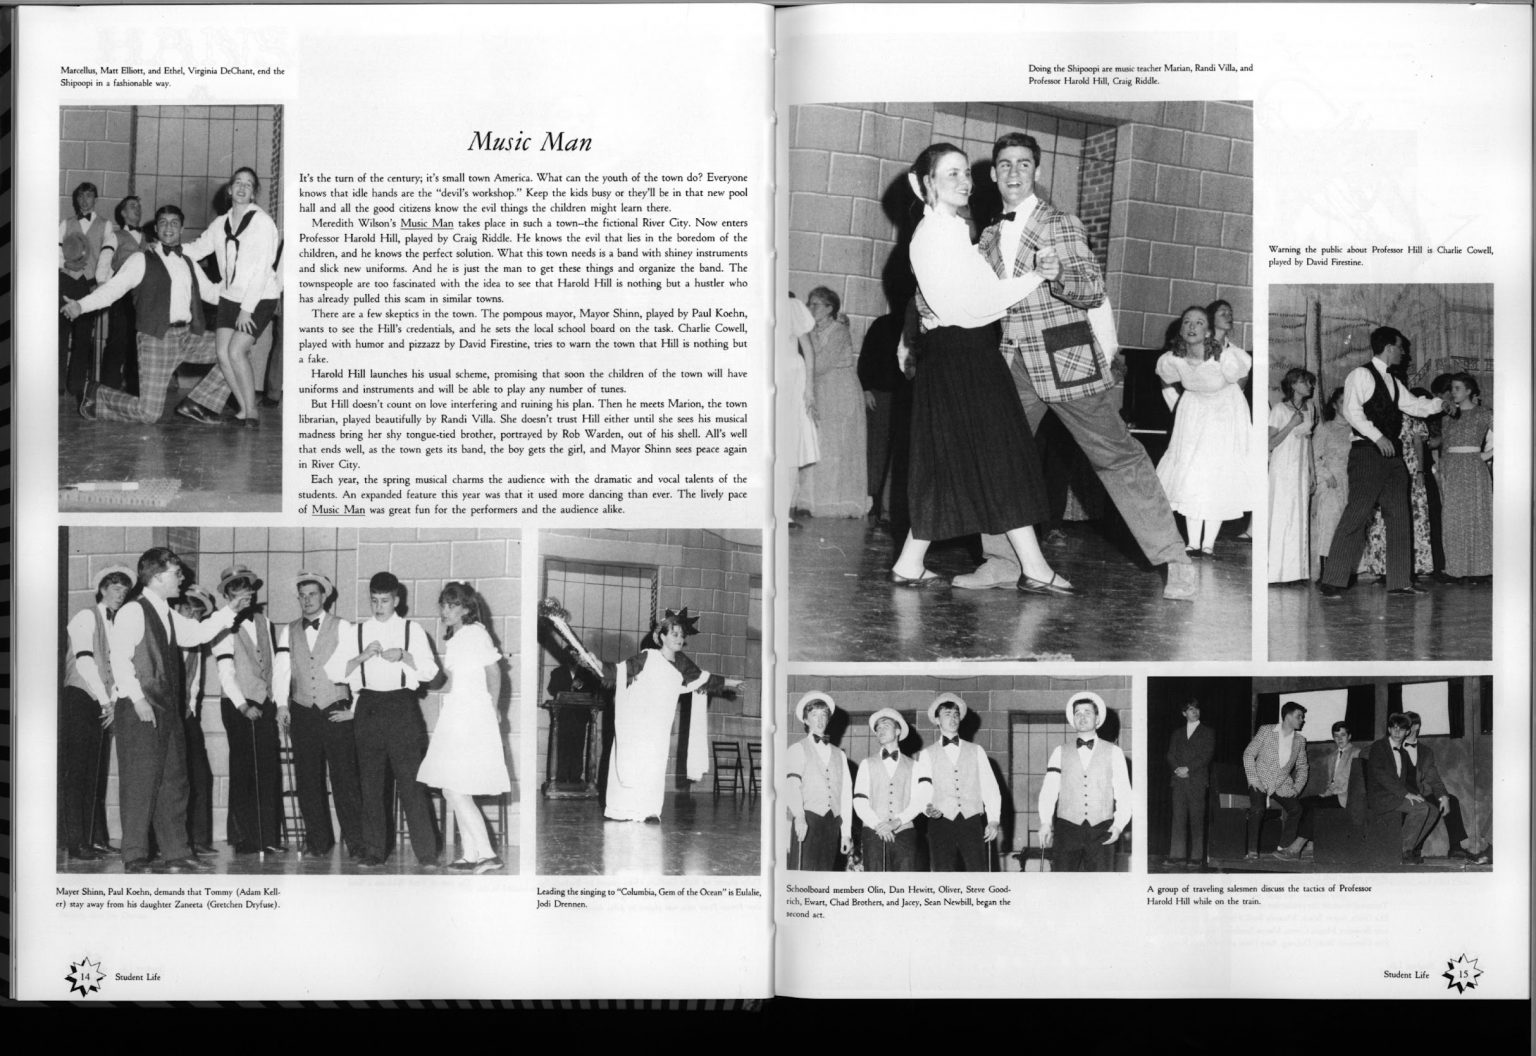 Marcellus, Matt Elliott, and Ethel, Virginia DeChant, end the
Shipoopi in a fashionable way.
Music Man
It's the turn of the century; it's small town America. What can the youth of the town do? Everyone
knows that idle hands are the "devil's workshop." Keep the kids busy or they'll be in that new pool
hall and all the good citizens know the evil things the children might learn there.
Meredith Wilson's Music Man takes place in such a town--the fictional River City. Now enters
Professor Harold Hill, played by Craig Riddle. He knows the evil that lies in the boredom of the
children, and he knows the perfect solution. What this town needs is a band with shiney instruments
and slick new uniforms. And he is just the man to get these things and organize the band. The
townspeople are too fascinated with the idea to see that Harold Hill is nothing but a hustler who
has already pulled this scam in similar towns.
There are a few skeptics in the town. The pompous mayor, Mayor Shinn, played by Paul Koehn,
wants to see the Hill's credentials, and he sets the local school board on the task. Charlie Cowell,
played with humor and pizzazz by David Firestine, tries to warn the town that Hill is nothing but
a fake.
Harold Hill launches his usual scheme, promising that soon the children of the town will have
uniforms and instruments and will be able to play any number of tunes.
But Hill doesn't count on love interfering and ruining his plan. Then he meets Marion, the town
librarian, played beautifully by Randi Villa. She doesn't trust Hill either until she sees his musical
madness bring her shy tongue-tied brother, portrayed by Rob Warden, out of his shell. All's well
that ends well, as the town gets its band, the boy gets the girl, and Mayor Shinn sees peace again
in River City.
Each year, the spring musical charms the audience with the dramatic and vocal talents of the
students. An expanded feature this year was that it used more dancing than ever. The lively pace
of Music Man was great fun for the performers and the audience alike.
Mayer Shinn, Paul Koehn, demands that Tommy (Adam Kell-
er) stay away from his daughter Zaneeta (Gretchen Dryfuse).
Leading the singing to "Columbia, Gem of the Ocean" is Eulalie,
Jodi Drennen.
14 Student Life
Doing the Shipoopi are music teacher Marian, Randi Villa, and
Professor Harold Hill, Craig Riddle.
Warning the public about Professor Hill is Charlie Cowell,
played by David Firestine.
Schoolboard members Olin, Dan Hewitt, Oliver, Steve Good-
rich, Ewart, Chad Brothers, and Jacey, Sean Newbill, began the
second act.
A group of traveling salesmen discuss the tactics of Professor
Harold Hill while on the train.
Student Life 15